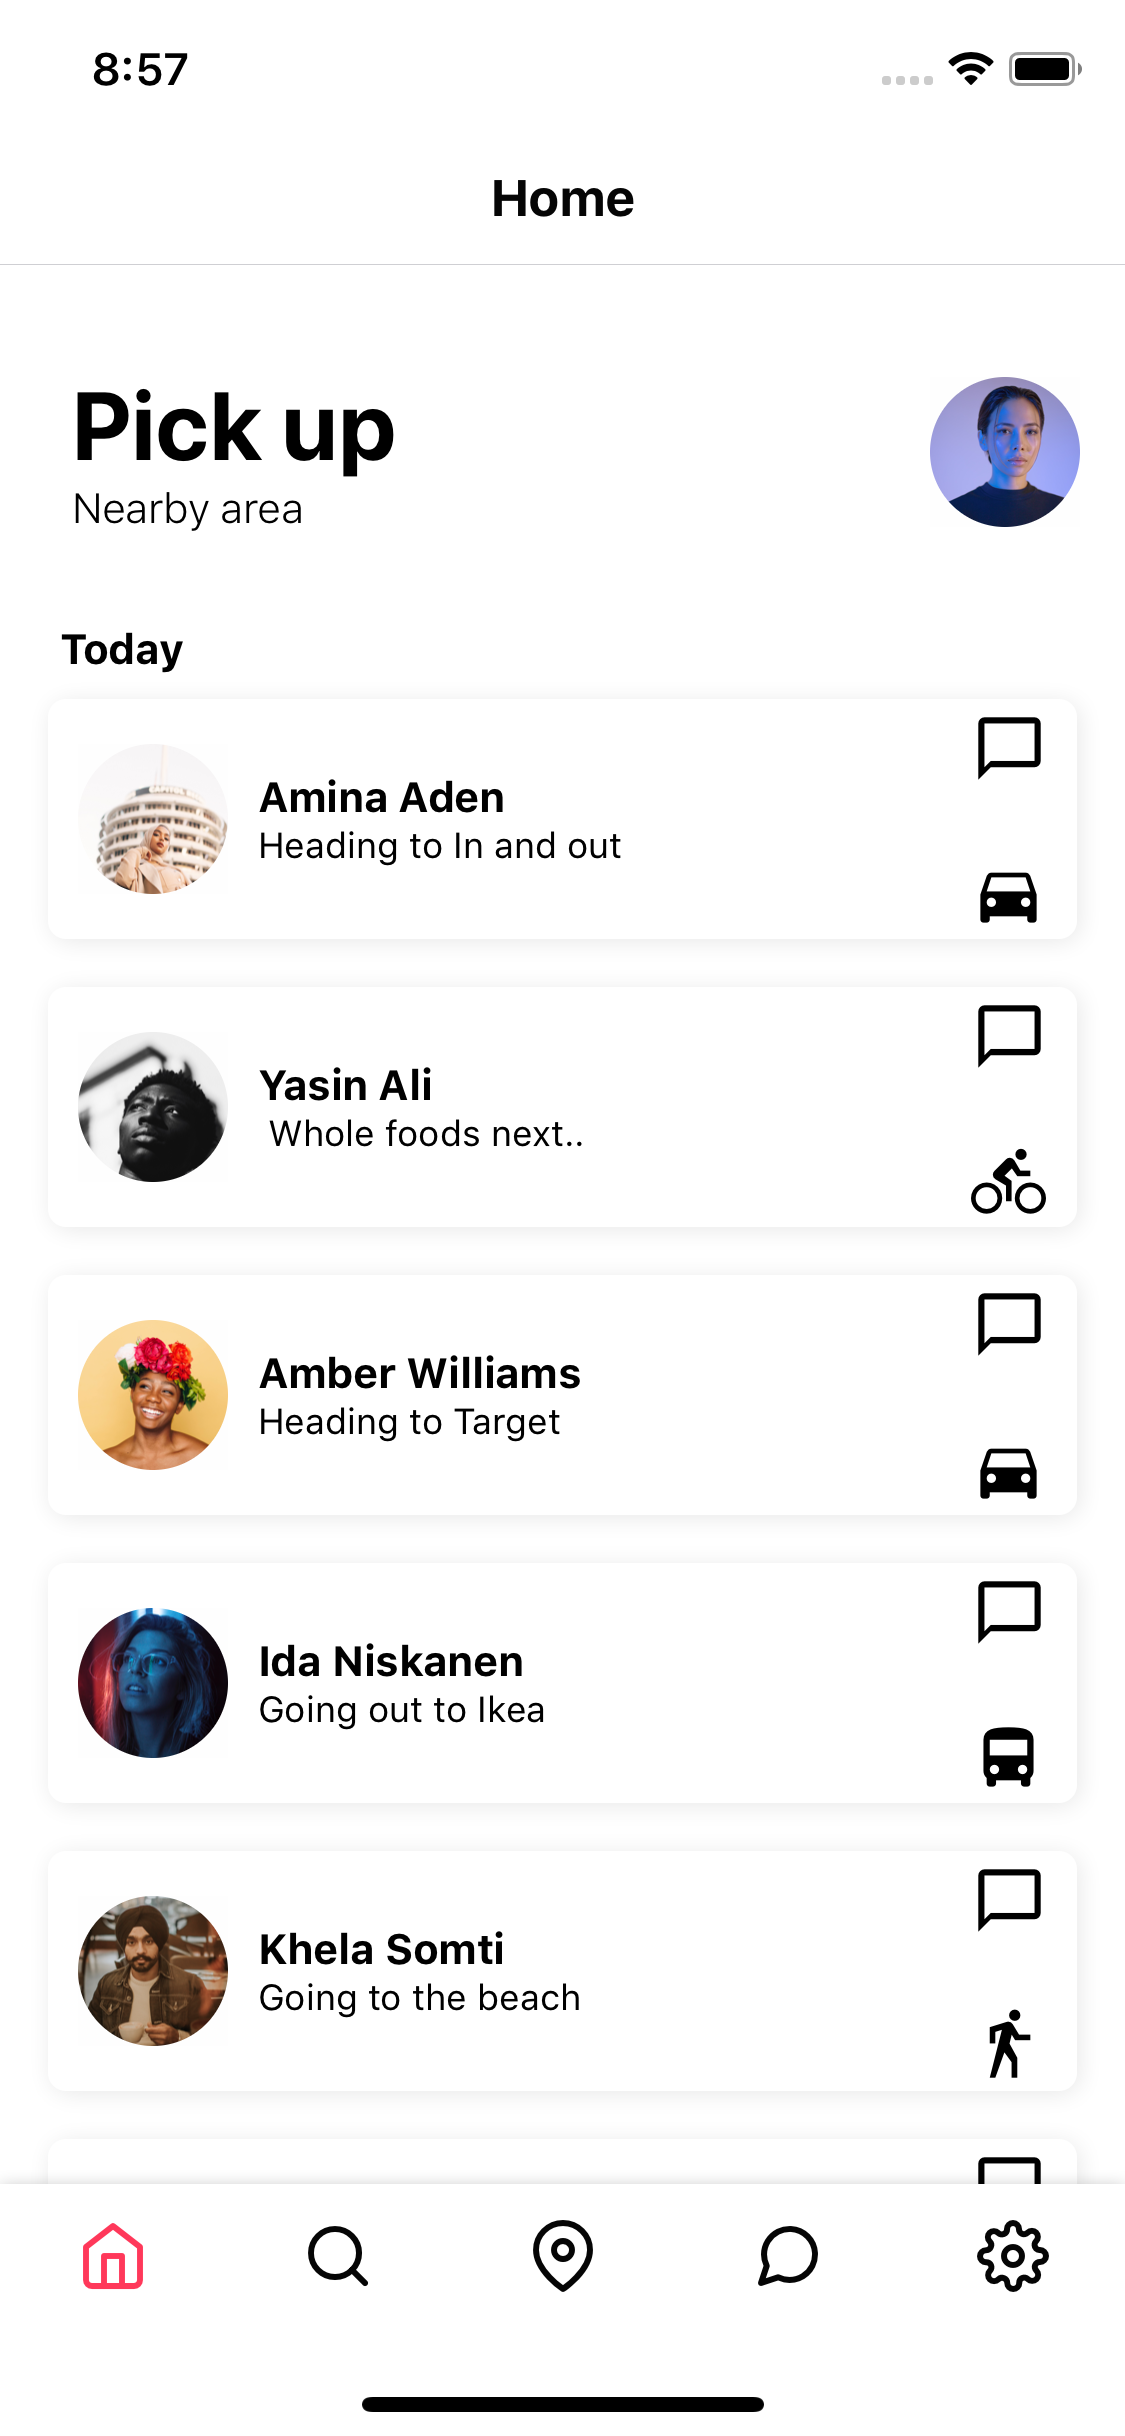 8:57
Home
Pick up
Nearby area
Today
Amina Aden
Heading to In and out
Yasin Ali
Whole foods next..
Amber Williams
Heading to Target
Ida Niskanen
Going out to Ikea
Khela Somti
Going to the beach